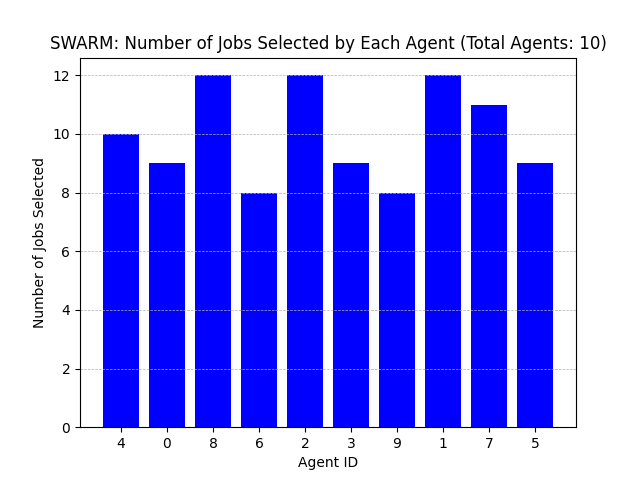 SWARM: Number of Jobs Selected by Each Agent (Total Agents: 10)
12
10
8
6
4
2
0
Number of Jobs Selected
4 0 8 6 2 3 9 1 7 5
Agent ID